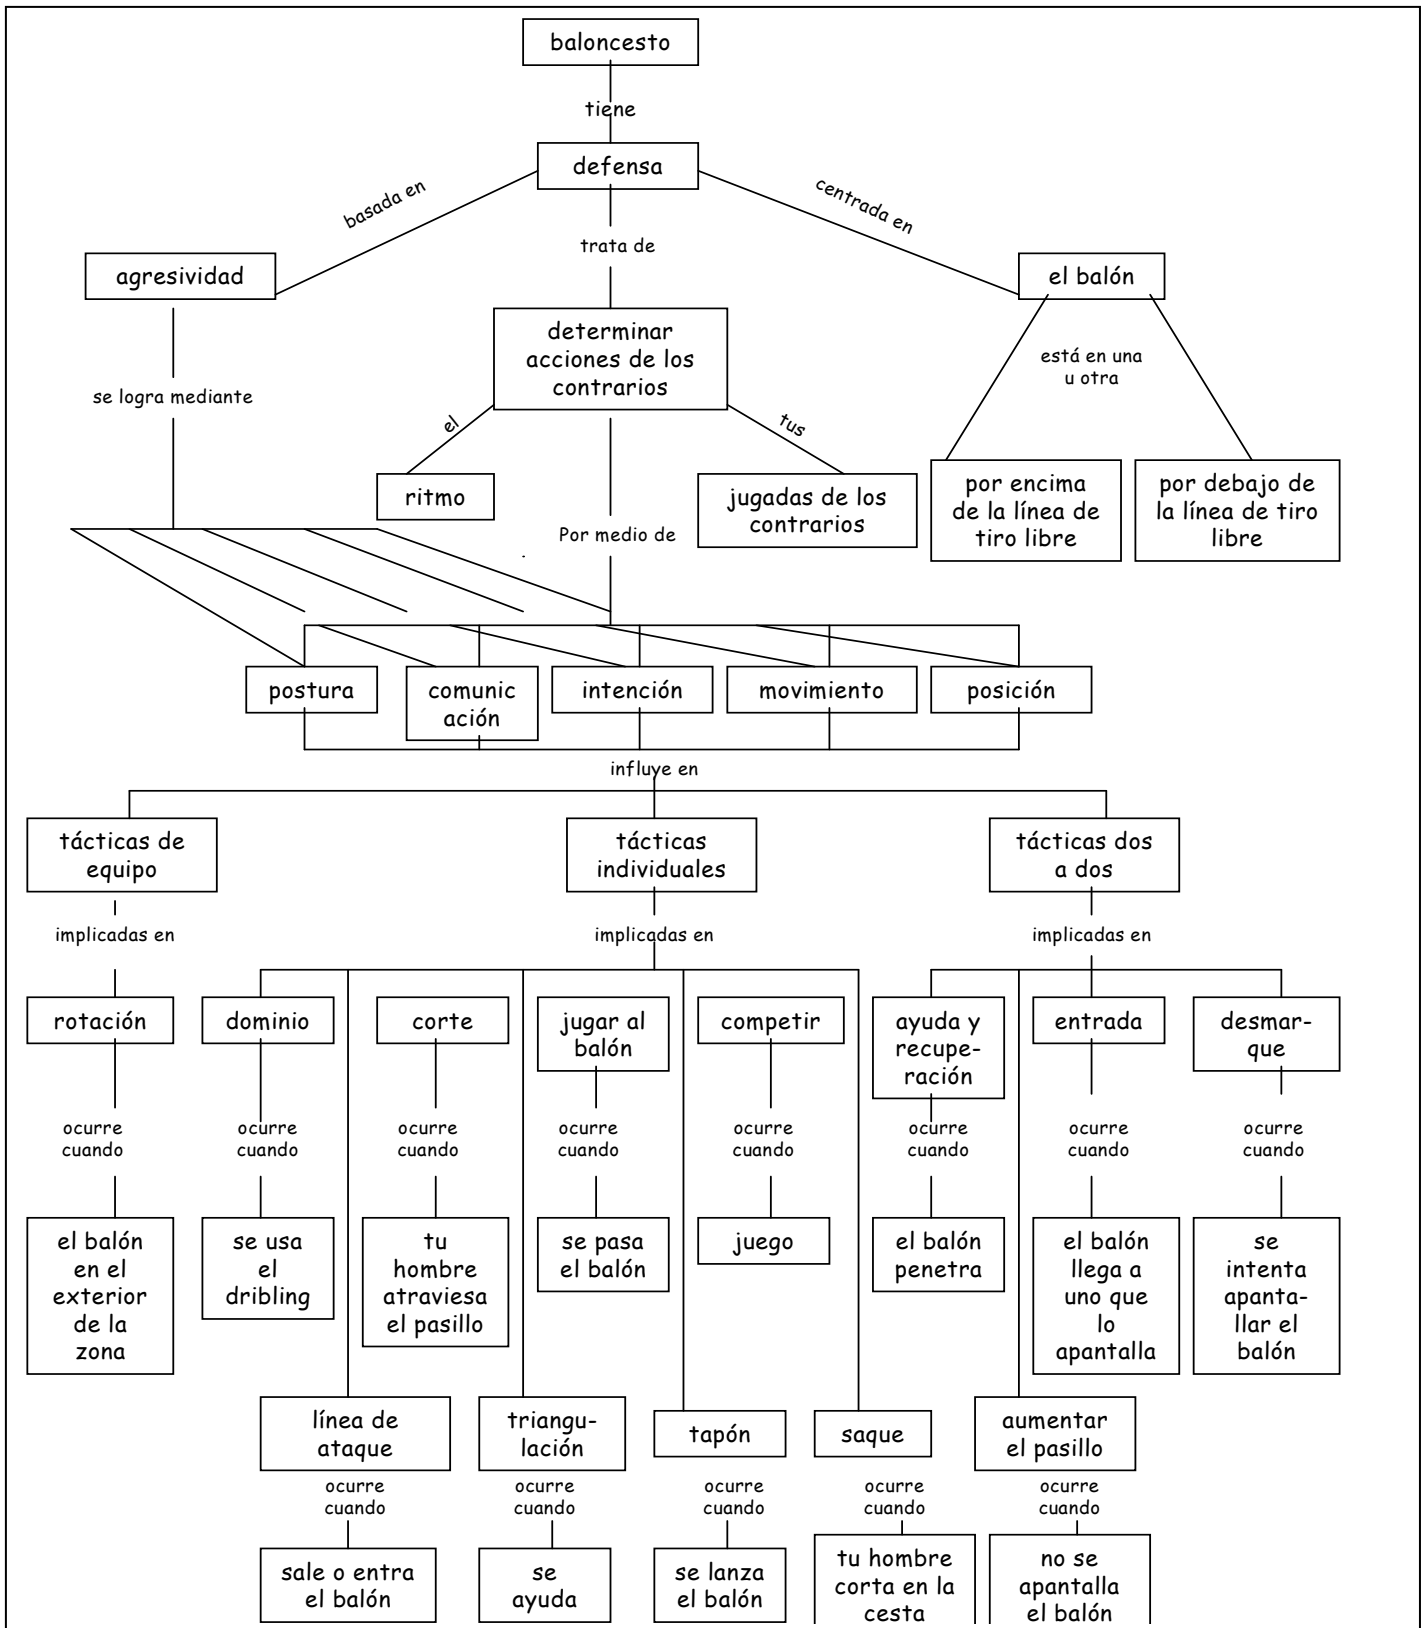 baloncesto
tiene
defensa
basada en
centrada en
trata de
agresividad
el balón
determinar
acciones de los
contrarios
está en una
u otra
se logra mediante
el
tus
ritmo
jugadas de los
contrarios
por encima
de la línea de
tiro libre
por debajo de
la línea de tiro
libre
Por medio de
postura
comunic
ación
intención
movimiento
posición
influye en
tácticas de
equipo
tácticas
individuales
tácticas dos
a dos
implicadas en
implicadas en
implicadas en
rotación
dominio
corte
jugar al
balón
competir
ayuda y
recupe-
ración
entrada
desmar-
que
ocurre
cuando
ocurre
cuando
ocurre
cuando
ocurre
cuando
ocurre
cuando
ocurre
cuando
ocurre
cuando
ocurre
cuando
el balón
en el
exterior
de la
zona
se usa
el
dribling
tu
hombre
atraviesa
el pasillo
se pasa
el balón
juego
el balón
penetra
el balón
llega a
uno que
lo
apantalla
se
intenta
apanta-
llar el
balón
línea de
ataque
triangu-
lación
tapón
saque
aumentar
el pasillo
ocurre
cuando
ocurre
cuando
ocurre
cuando
ocurre
cuando
ocurre
cuando
sale o entra
el balón
se
ayuda
se lanza
el balón
tu hombre
corta en la
cesta
no se
apantalla
el balón